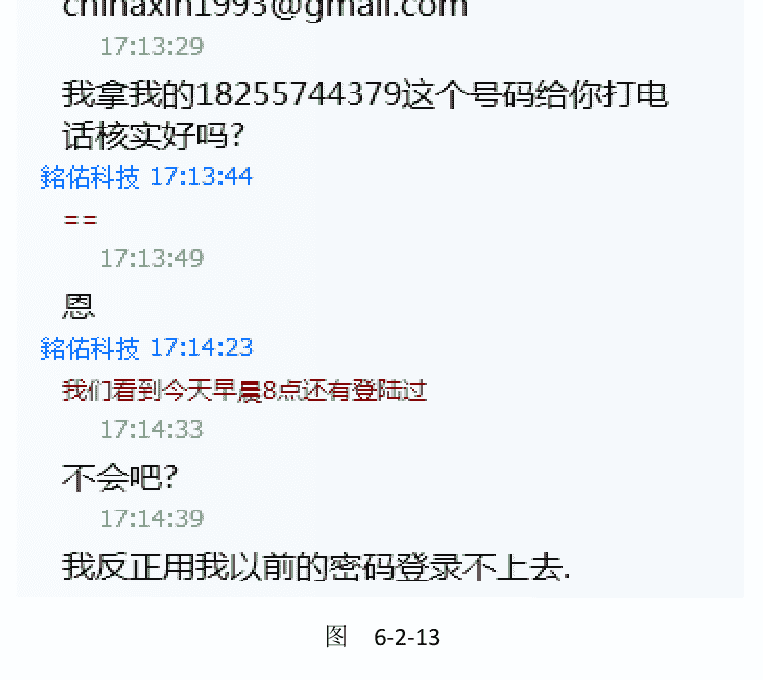 chinaxin1993@gmail.com
17:13:29
我拿我的18255744379这个号码给你打电
话核实好吗?
銘佑科技 17:13:44
==
17:13:49
恩
銘佑科技 17:14:23
我们看到今天早晨8点还有登陆过
17:14:33
不会吧?
17:14:39
我反正用我以前的密码登录不上去.
图 6-2-13